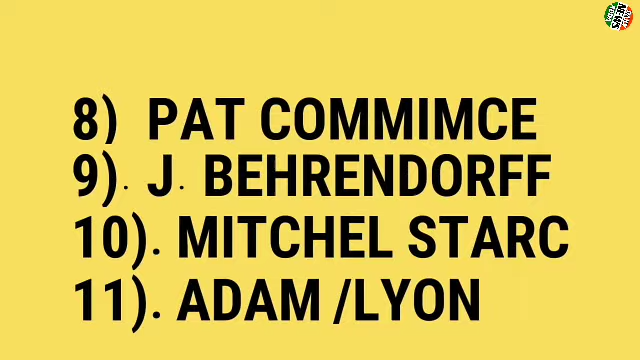 8) PAT COMMIMCE
9). J. BEHRENDORFF
10). MITCHEL STARC
11). ADAM /LYON